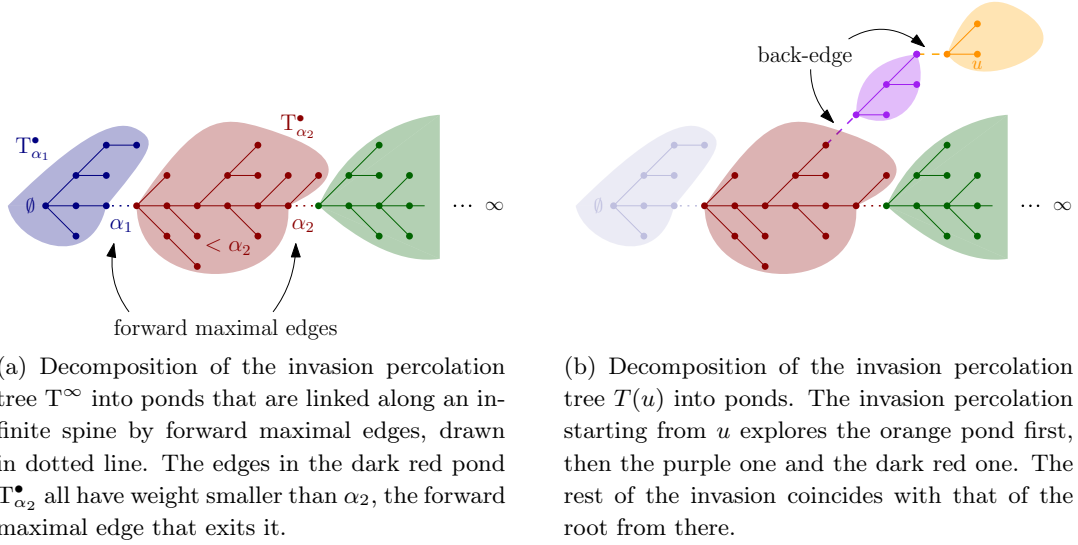 T•α1
∅
α1
T•α2
< α2
α2
··· ∞
forward maximal edges
back-edge
u
∅
··· ∞
(a) Decomposition of the invasion percolation
tree T∞ into ponds that are linked along an in-
finite spine by forward maximal edges, drawn
in dotted line. The edges in the dark red pond
T•α2 all have weight smaller than α2, the forward
maximal edge that exits it.
(b) Decomposition of the invasion percolation
tree T(u) into ponds. The invasion percolation
starting from u explores the orange pond first,
then the purple one and the dark red one. The
rest of the invasion coincides with that of the
root from there.